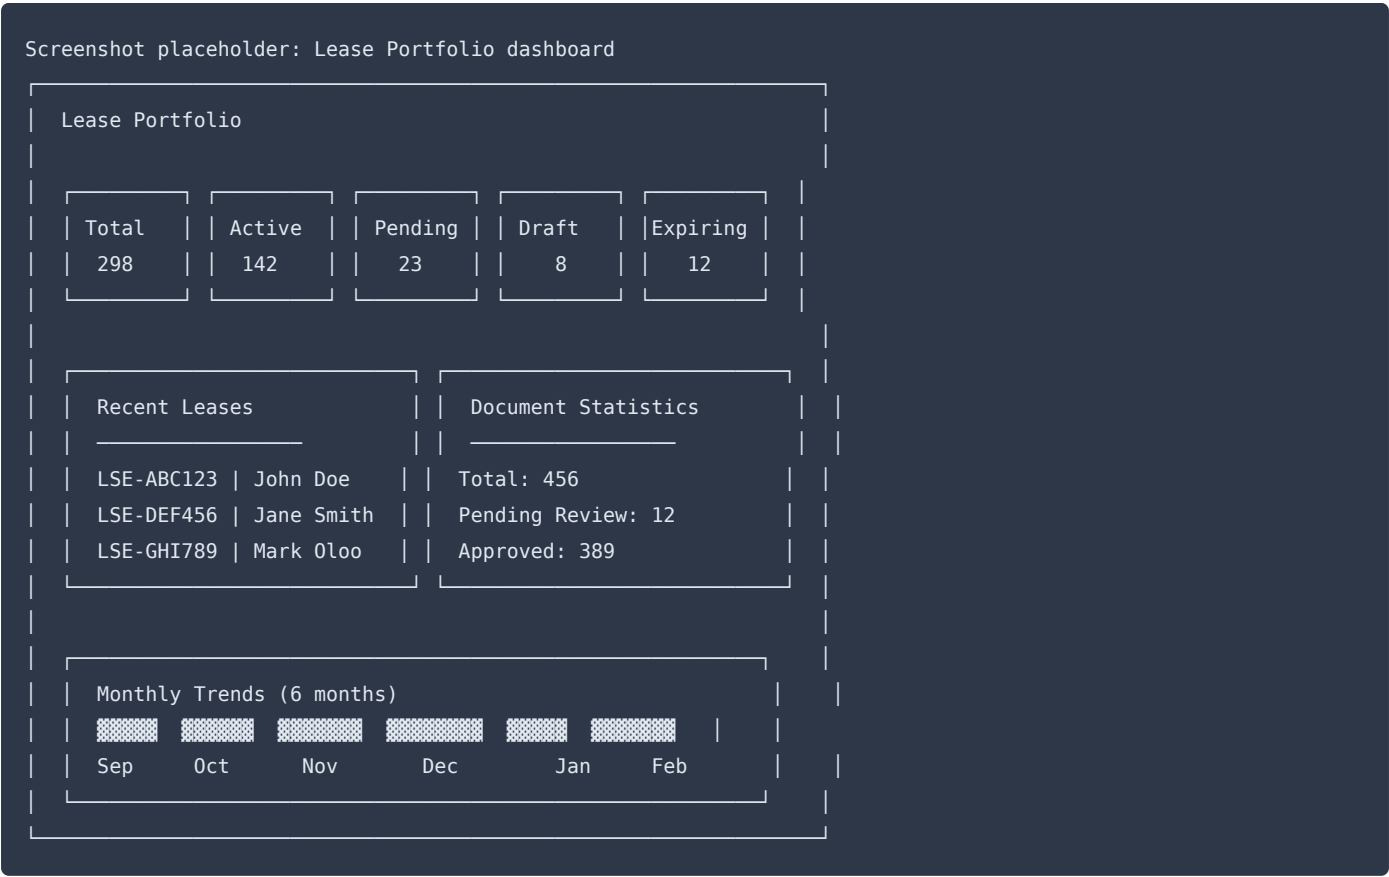 Screenshot placeholder: Lease Portfolio dashboard
Lease Portfolio
Total Active Pending Draft Expiring
298 142 23 8 12
Recent Leases Document Statistics
LSE-ABC123 | John Doe Total: 456
LSE-DEF456 | Jane Smith Pending Review: 12
LSE-GHI789 | Mark Oloo Approved: 389
Monthly Trends (6 months)
Sep Oct Nov Dec Jan Feb